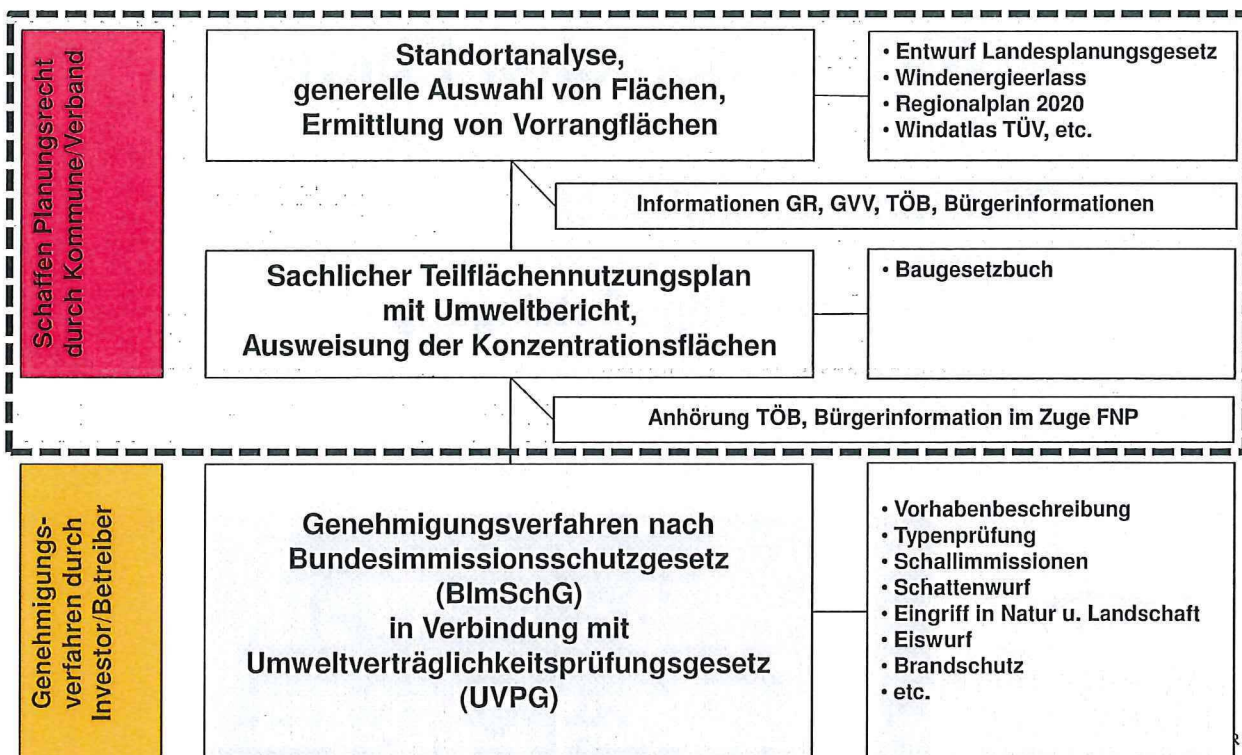 Schaffen Planungsrecht
durch Kommune/Verband
Standortanalyse,
generelle Auswahl von Flächen,
Ermittlung von Vorrangflächen
• Entwurf Landesplanungsgesetz
• Windenergieerlass
• Regionalplan 2020
• Windatlas TÜV, etc.
Informationen GR, GVV, TÖB, Bürgerinformationen
Sachlicher Teilflächennutzungsplan
mit Umweltbericht,
Ausweisung der Konzentrationsflächen
• Baugesetzbuch
Anhörung TÖB, Bürgerinformation im Zuge FNP
Genehmigungs-
verfahren durch
Investor/Betreiber
Genehmigungsverfahren nach
Bundesimmissionsschutzgesetz
(BImSchG)
in Verbindung mit
Umweltverträglichkeitsprüfungsgesetz
(UVPG)
• Vorhabenbeschreibung
• Typenprüfung
• Schallimmissionen
• Schattenwurf
• Eingriff in Natur u. Landschaft
• Eiswurf
• Brandschutz
• etc.